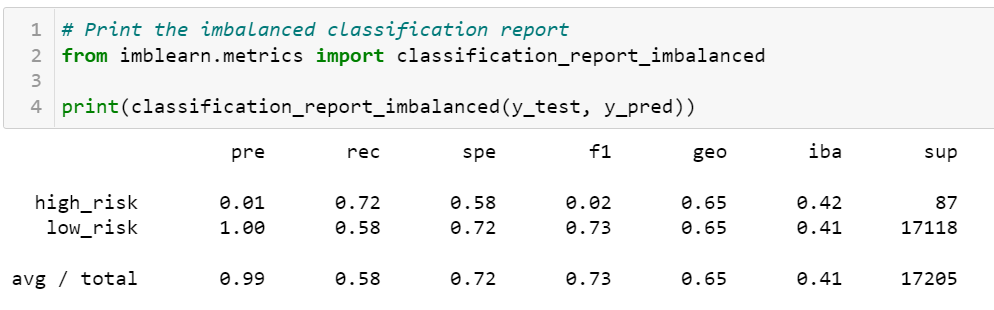 1 # Print the imbalanced classification report
2 from imblearn.metrics import classification_report_imbalanced
3
4 print(classification_report_imbalanced(y_test, y_pred))
pre rec spe f1 geo iba sup
high_risk 0.01 0.72 0.58 0.02 0.65 0.42 87
low_risk 1.00 0.58 0.72 0.73 0.65 0.41 17118
avg / total 0.99 0.58 0.72 0.73 0.65 0.41 17205